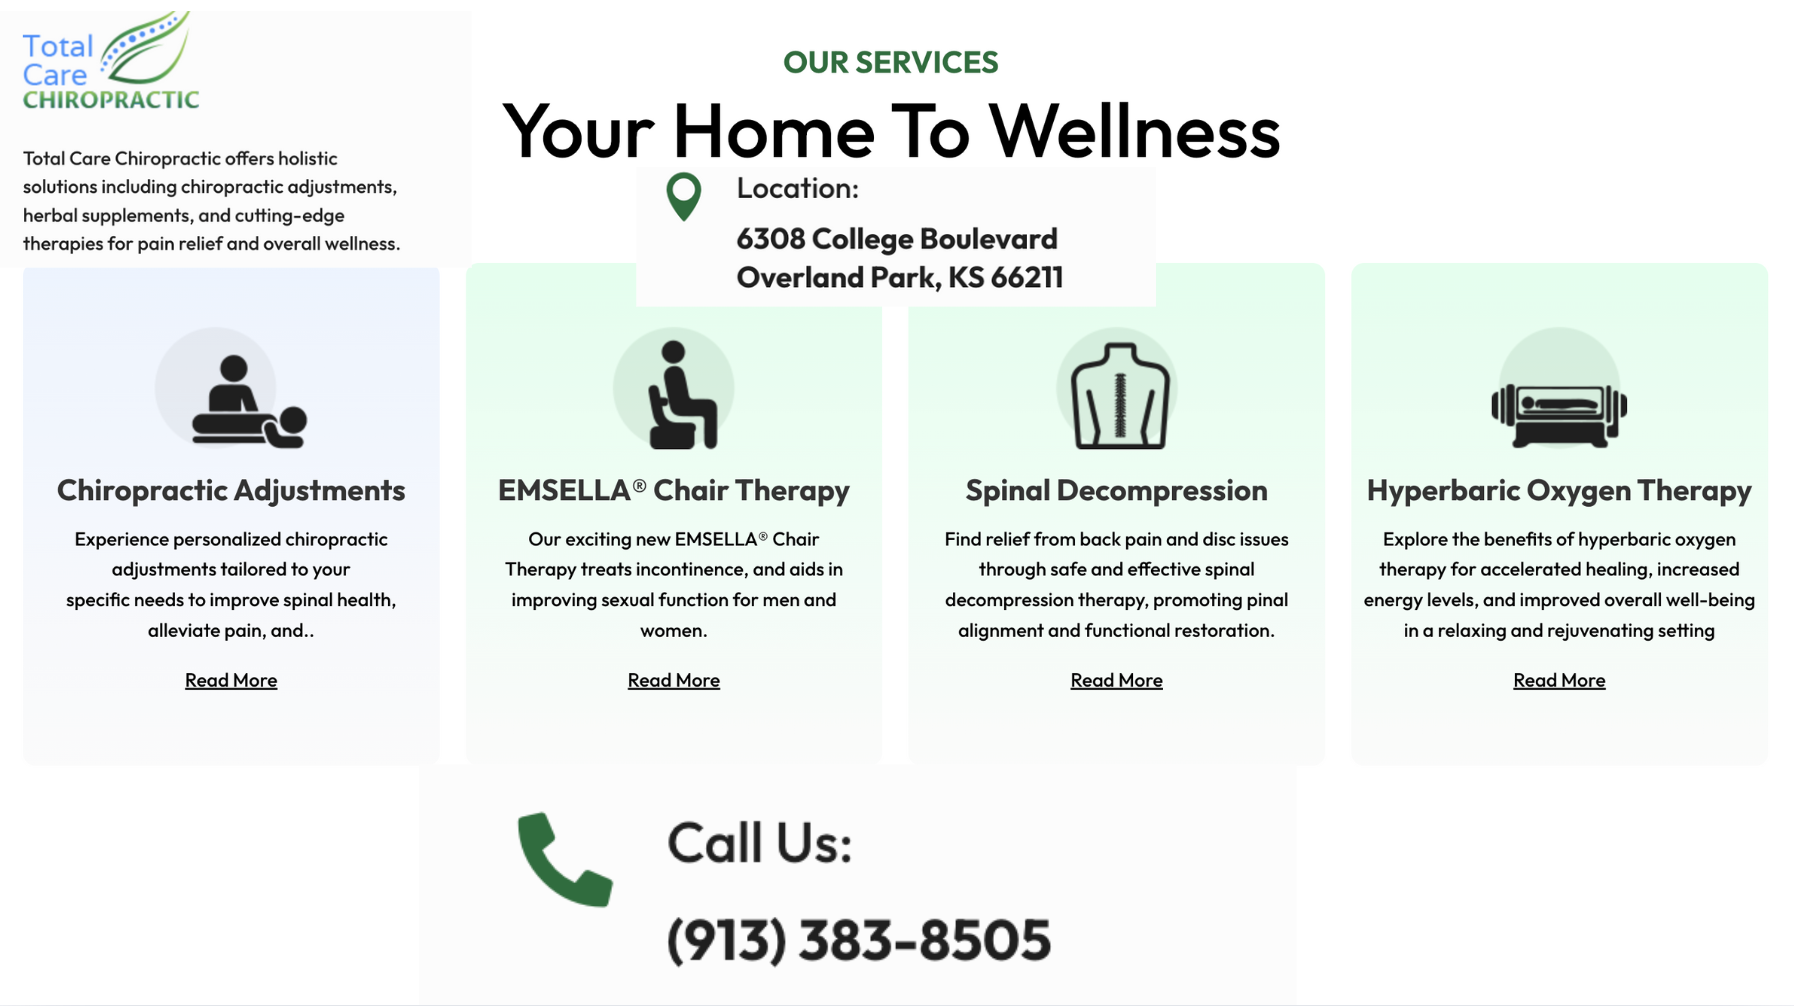 Total
Care
CHIROPRACTIC
Total Care Chiropractic offers holistic
solutions including chiropractic adjustments,
herbal supplements, and cutting-edge
therapies for pain relief and overall wellness.
OUR SERVICES
Your Home To Wellness
Location:
6308 College Boulevard
Overland Park, KS 66211
Chiropractic Adjustments
Experience personalized chiropractic
adjustments tailored to your
specific needs to improve spinal health,
alleviate pain, and..
Read More
EMSELLA® Chair Therapy
Our exciting new EMSELLA® Chair
Therapy treats incontinence, and aids in
improving sexual function for men and
women.
Read More
Spinal Decompression
Find relief from back pain and disc issues
through safe and effective spinal
decompression therapy, promoting pinal
alignment and functional restoration.
Read More
Hyperbaric Oxygen Therapy
Explore the benefits of hyperbaric oxygen
therapy for accelerated healing, increased
energy levels, and improved overall well-being
in a relaxing and rejuvenating setting
Read More
Call Us:
(913) 383-8505